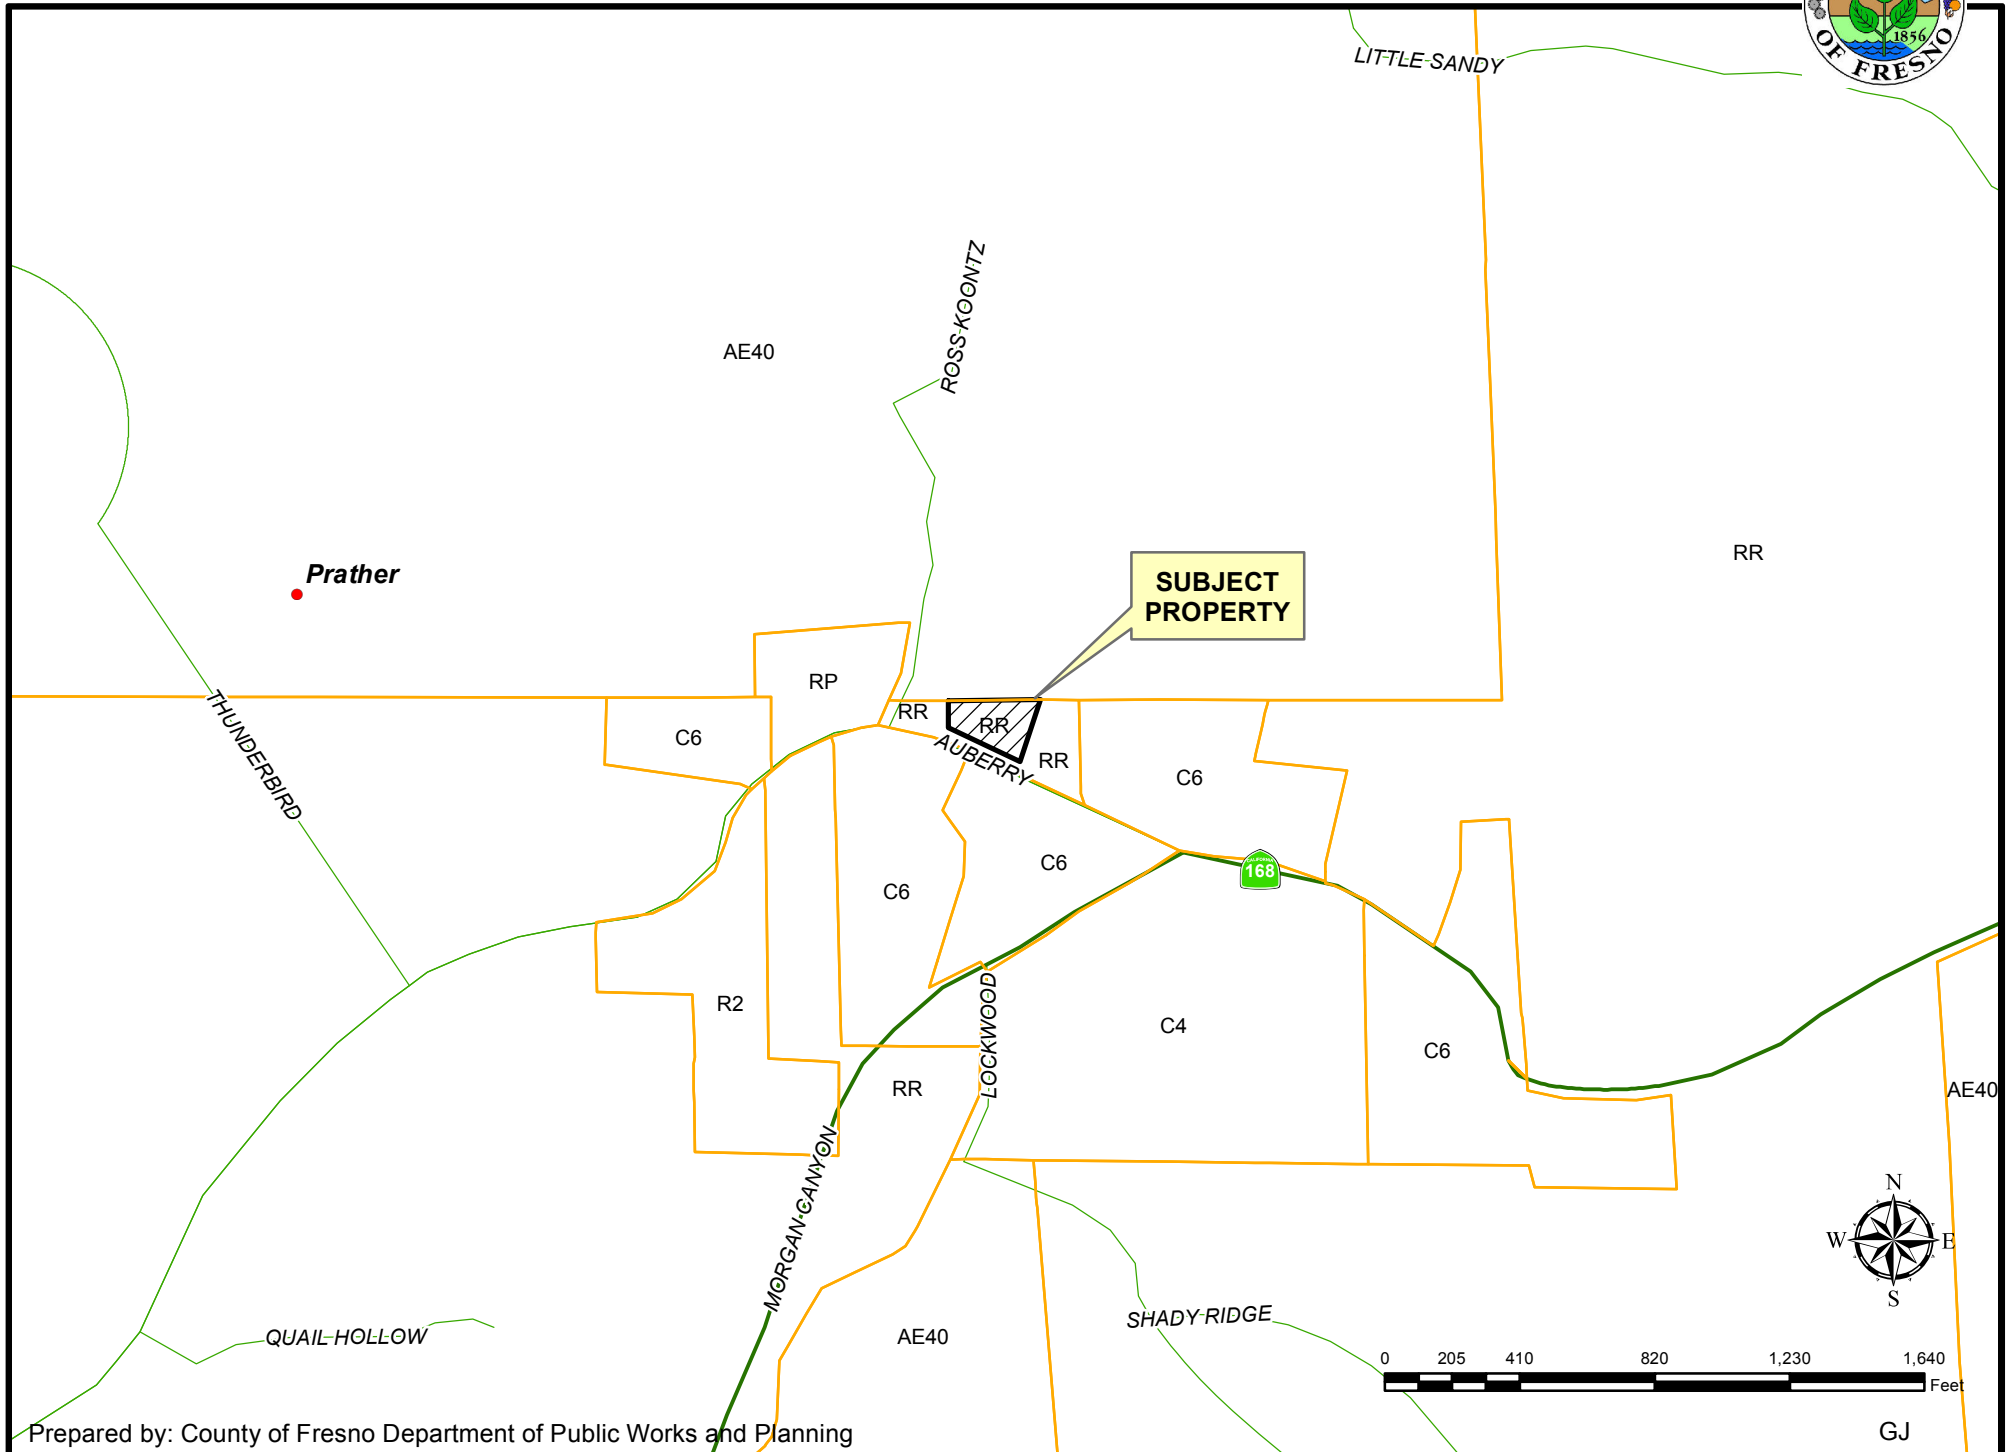 1856
OF FRESNO
LITTLE SANDY
ROSS KOONTZ
AE40
RR
Prather
SUBJECT
PROPERTY
RP
RR
RR
C6
THUNDERBIRD
AUBERRY
RR
C6
C6
CALIFORNIA
168
C6
R2
LOCKWOOD
C4
C6
RR
AE40
MORGAN CANYON
N
W
E
S
SHADY RIDGE
QUAIL HOLLOW
AE40
0 205 410 820 1,230 1,640
Feet
Prepared by: County of Fresno Department of Public Works and Planning
GJ